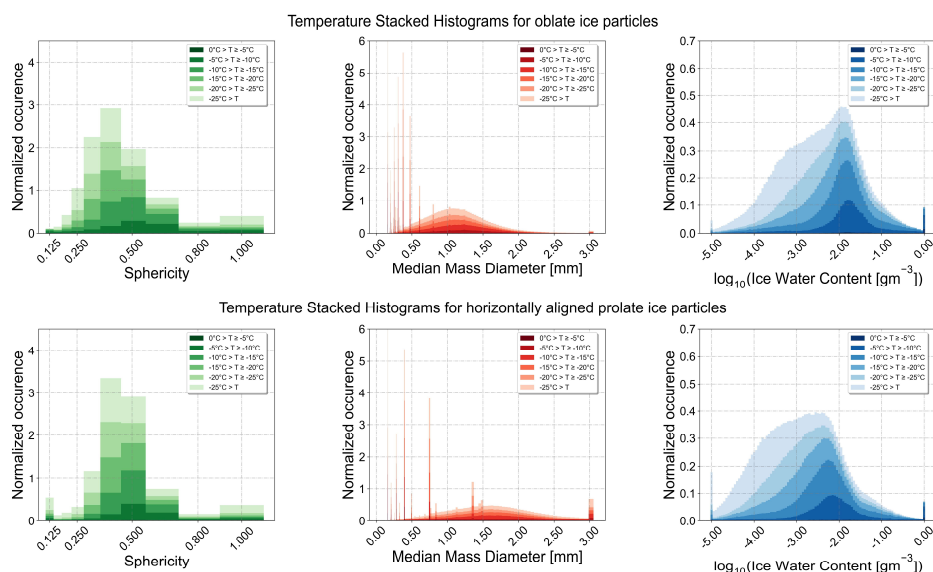 Temperature Stacked Histograms for oblate ice particles
Normalized occurence
4
3
2
1
0
0°C > T ≥ -5°C
-5°C > T ≥ -10°C
-10°C > T ≥ -15°C
-15°C > T ≥ -20°C
-20°C > T ≥ -25°C
-25°C > T
0.125
0.250
0.500
0.800
1.000
Sphericity
Normalized occurence
6
5
4
3
2
1
0
0°C > T ≥ -5°C
-5°C > T ≥ -10°C
-10°C > T ≥ -15°C
-15°C > T ≥ -20°C
-20°C > T ≥ -25°C
-25°C > T
0.00
0.50
1.00
1.50
2.00
2.50
3.00
Median Mass Diameter [mm]
Normalized occurence
0.7
0.6
0.5
0.4
0.3
0.2
0.1
0.0
0°C > T ≥ -5°C
-5°C > T ≥ -10°C
-10°C > T ≥ -15°C
-15°C > T ≥ -20°C
-20°C > T ≥ -25°C
-25°C > T
-5.00
-4.00
-3.00
-2.00
-1.00
0.00
log₁₀(Ice Water Content [gm⁻³])
Temperature Stacked Histograms for horizontally aligned prolate ice particles
Normalized occurence
4
3
2
1
0
0°C > T ≥ -5°C
-5°C > T ≥ -10°C
-10°C > T ≥ -15°C
-15°C > T ≥ -20°C
-20°C > T ≥ -25°C
-25°C > T
0.125
0.250
0.500
0.800
1.000
Sphericity
Normalized occurence
6
5
4
3
2
1
0
0°C > T ≥ -5°C
-5°C > T ≥ -10°C
-10°C > T ≥ -15°C
-15°C > T ≥ -20°C
-20°C > T ≥ -25°C
-25°C > T
0.00
0.50
1.00
1.50
2.00
2.50
3.00
Median Mass Diameter [mm]
Normalized occurence
0.7
0.6
0.5
0.4
0.3
0.2
0.1
0.0
0°C > T ≥ -5°C
-5°C > T ≥ -10°C
-10°C > T ≥ -15°C
-15°C > T ≥ -20°C
-20°C > T ≥ -25°C
-25°C > T
-5.00
-4.00
-3.00
-2.00
-1.00
0.00
log₁₀(Ice Water Content [gm⁻³])